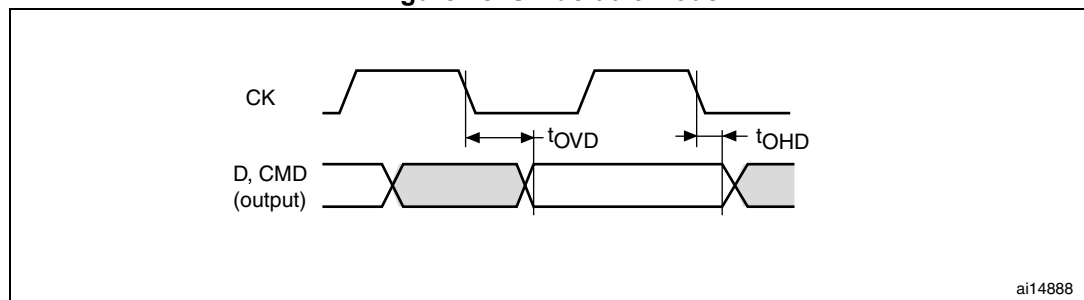 CK
tOVD
tOHD
D, CMD
(output)
ai14888